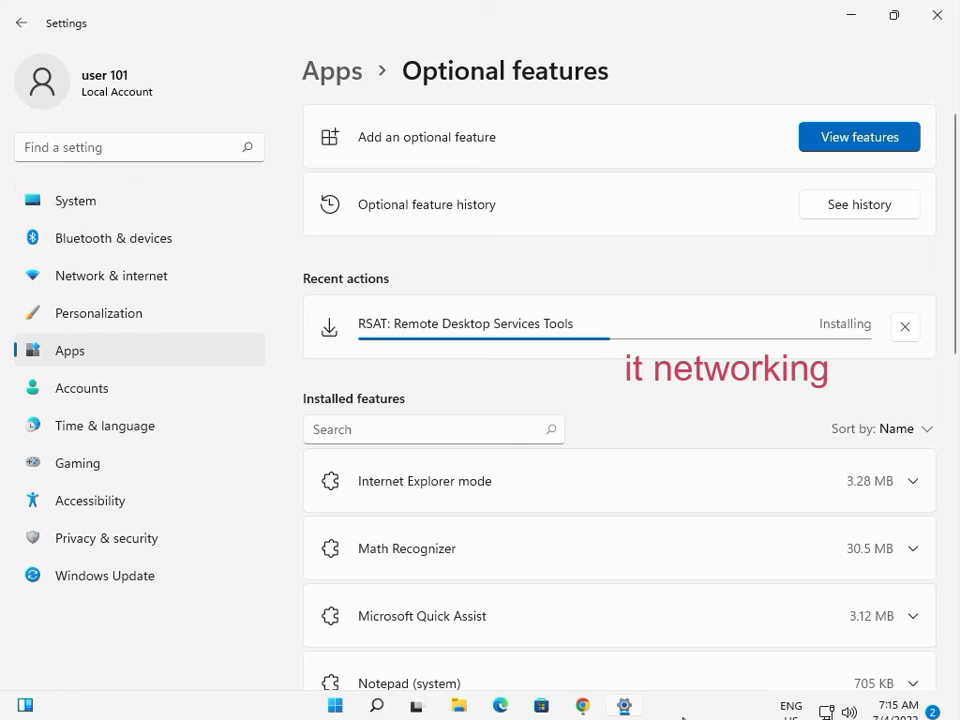 Settings
user 101
Local Account
Find a setting
System
Bluetooth & devices
Network & internet
Personalization
Apps
Accounts
Time & language
Gaming
Accessibility
Privacy & security
Windows Update
Apps > Optional features
Add an optional feature
View features
Optional feature history
See history
Recent actions
RSAT: Remote Desktop Services Tools
Installing
it networking
Installed features
Search
Sort by: Name
Internet Explorer mode
3.28 MB
Math Recognizer
30.5 MB
Microsoft Quick Assist
3.12 MB
Notepad (system)
705 KB
ENG
7:15 AM
2